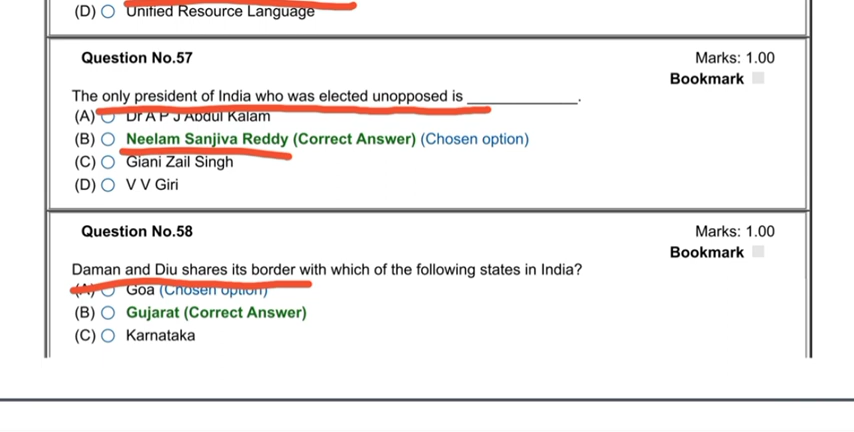 (D) Unified Resource Language
Question No.57
Marks: 1.00
Bookmark
The only president of India who was elected unopposed is ____________.
(A) Dr A P J Abdul Kalam
(B) Neelam Sanjiva Reddy (Correct Answer) (Chosen option)
(C) Giani Zail Singh
(D) V V Giri
Question No.58
Marks: 1.00
Bookmark
Daman and Diu shares its border with which of the following states in India?
(A) Goa (Chosen option)
(B) Gujarat (Correct Answer)
(C) Karnataka